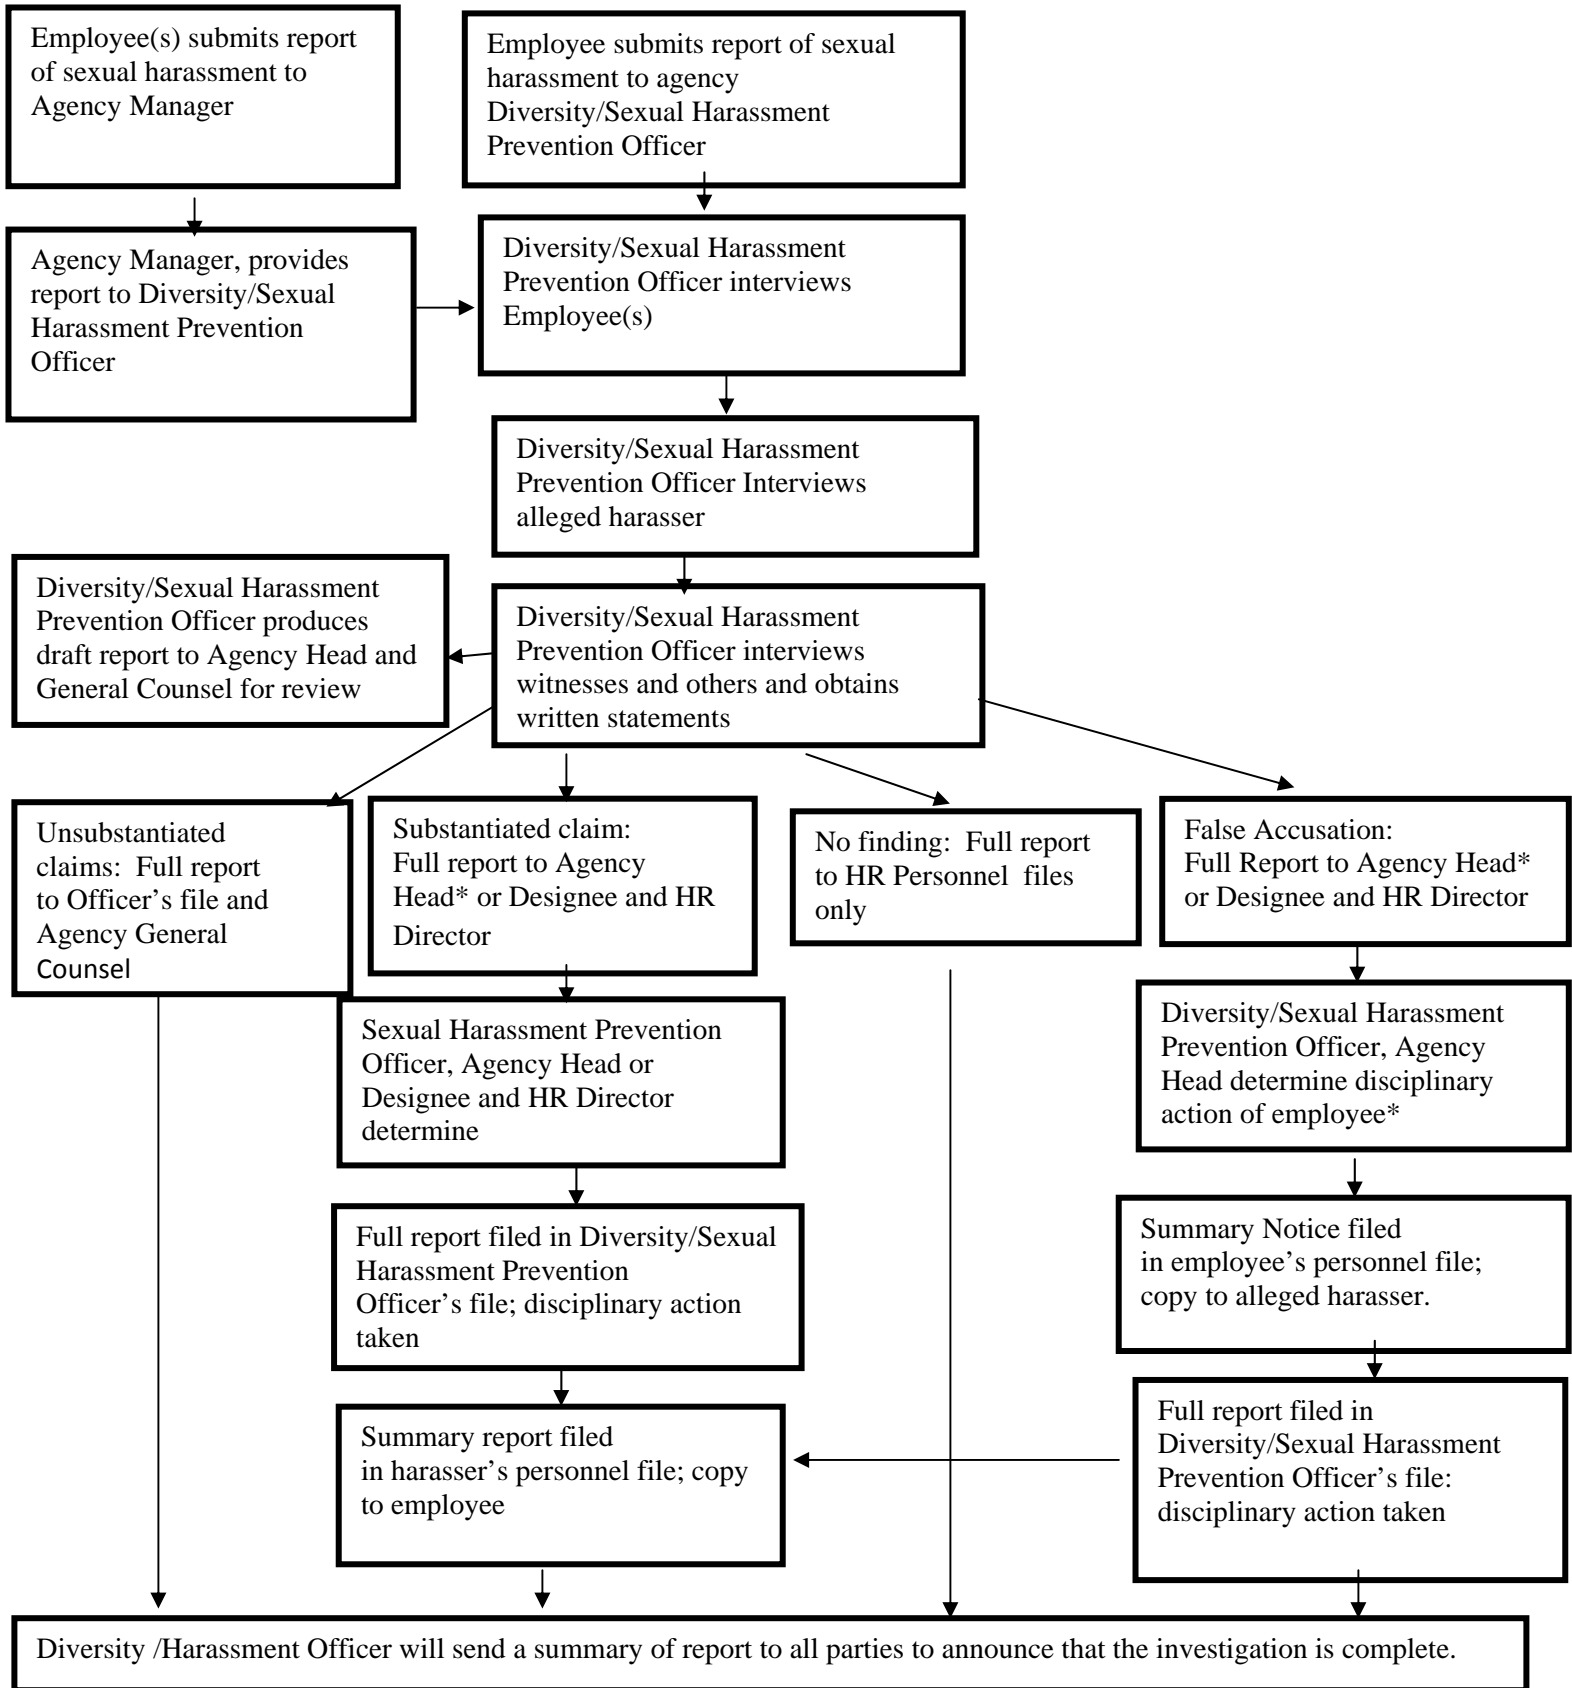 Employee(s) submits report
of sexual harassment to
Agency Manager
Employee submits report of sexual
harassment to agency
Diversity/Sexual Harassment
Prevention Officer
Agency Manager, provides
report to Diversity/Sexual
Harassment Prevention
Officer
Diversity/Sexual Harassment
Prevention Officer interviews
Employee(s)
Diversity/Sexual Harassment
Prevention Officer Interviews
alleged harasser
Diversity/Sexual Harassment
Prevention Officer produces
draft report to Agency Head and
General Counsel for review
Diversity/Sexual Harassment
Prevention Officer interviews
witnesses and others and obtains
written statements
Unsubstantiated
claims: Full report
to Officer’s file and
Agency General
Counsel
Substantiated claim:
Full report to Agency
Head* or Designee and HR
Director
No finding: Full report
to HR Personnel files
only
False Accusation:
Full Report to Agency Head*
or Designee and HR Director
Sexual Harassment Prevention
Officer, Agency Head or
Designee and HR Director
determine
Diversity/Sexual Harassment
Prevention Officer, Agency
Head determine disciplinary
action of employee*
Full report filed in Diversity/Sexual
Harassment Prevention
Officer’s file; disciplinary action
taken
Summary Notice filed
in employee’s personnel file;
copy to alleged harasser.
Summary report filed
in harasser’s personnel file; copy
to employee
Full report filed in
Diversity/Sexual Harassment
Prevention Officer’s file:
disciplinary action taken
Diversity /Harassment Officer will send a summary of report to all parties to announce that the investigation is complete.